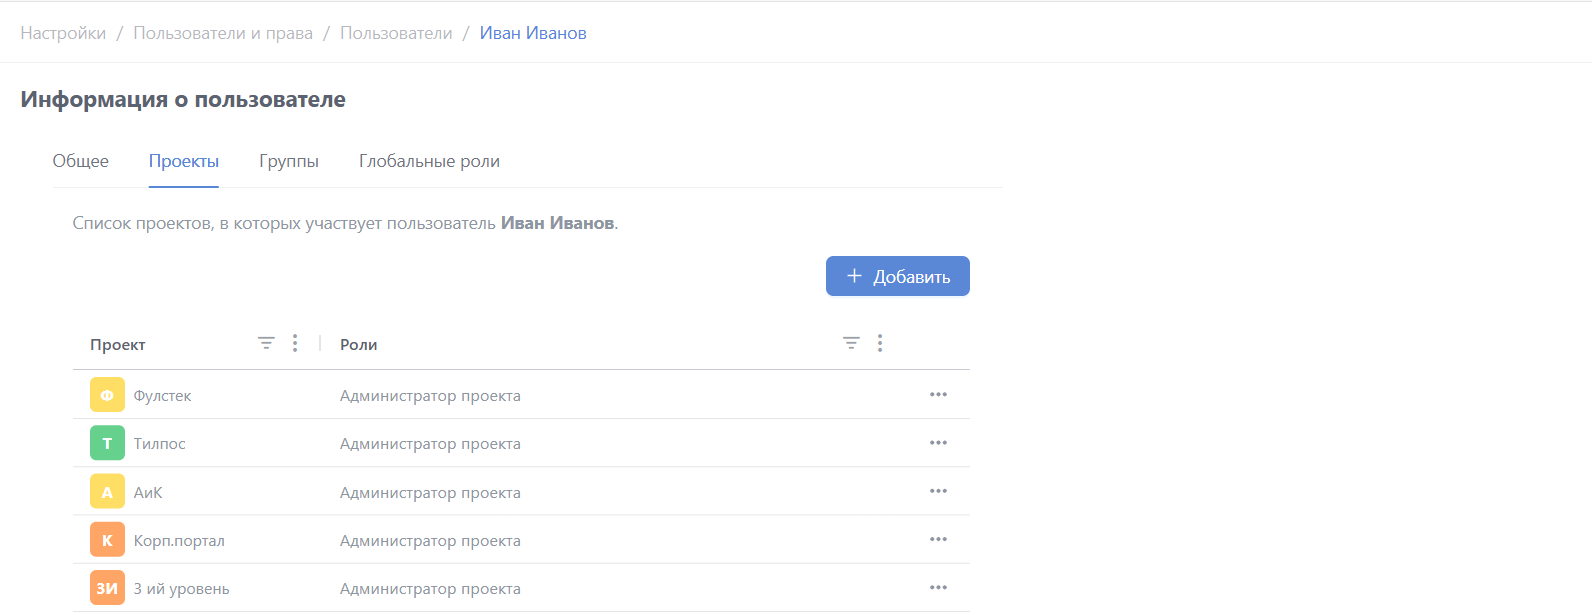 Настройки / Пользователи и права / Пользователи / Иван Иванов
Информация о пользователе
Общее Проекты Группы Глобальные роли
Список проектов, в которых участвует пользователь Иван Иванов.
+ Добавить
Проект Роли
Ф Фулстек Администратор проекта
Т Тилпос Администратор проекта
А АиК Администратор проекта
К Корп.портал Администратор проекта
3И 3 ий уровень Администратор проекта